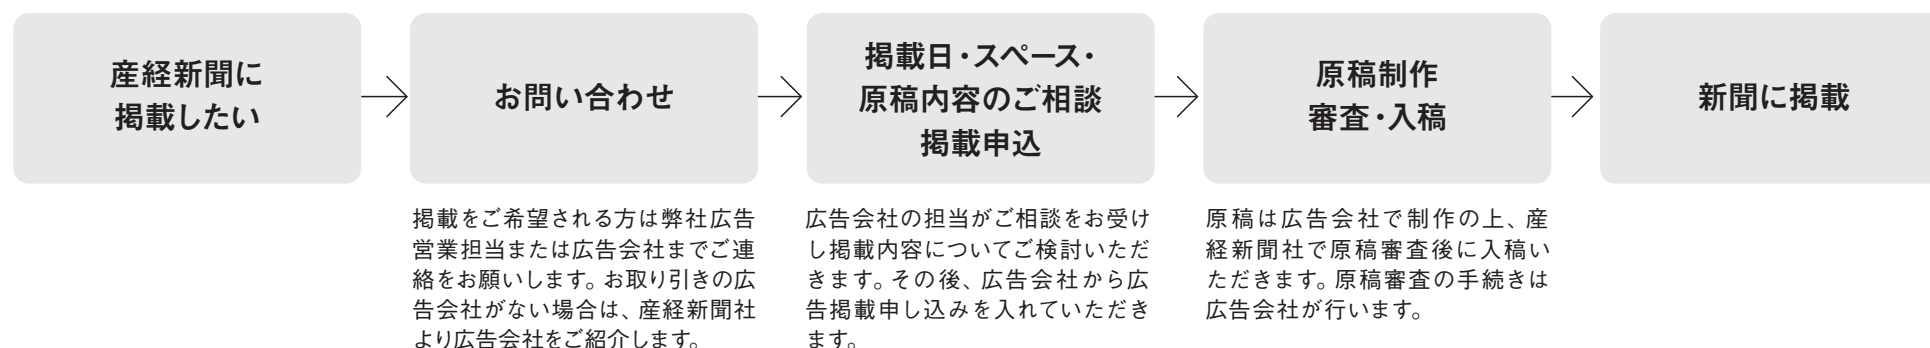 産経新聞に
掲載したい
お問い合わせ
掲載日・スペース・
原稿内容のご相談
掲載申込
原稿制作
審査・入稿
新聞に掲載
掲載をご希望される方は弊社広告
営業担当または広告会社までご連
絡をお願いします。お取り引きの広
告会社がない場合は、産経新聞社
より広告会社をご紹介します。
広告会社の担当がご相談をお受け
し掲載内容についてご検討いただ
きます。その後、広告会社から広
告掲載申し込みを入れていただき
ます。
原稿は広告会社で制作の上、産
経新聞社で原稿審査後に入稿い
ただきます。原稿審査の手続きは
広告会社が行います。